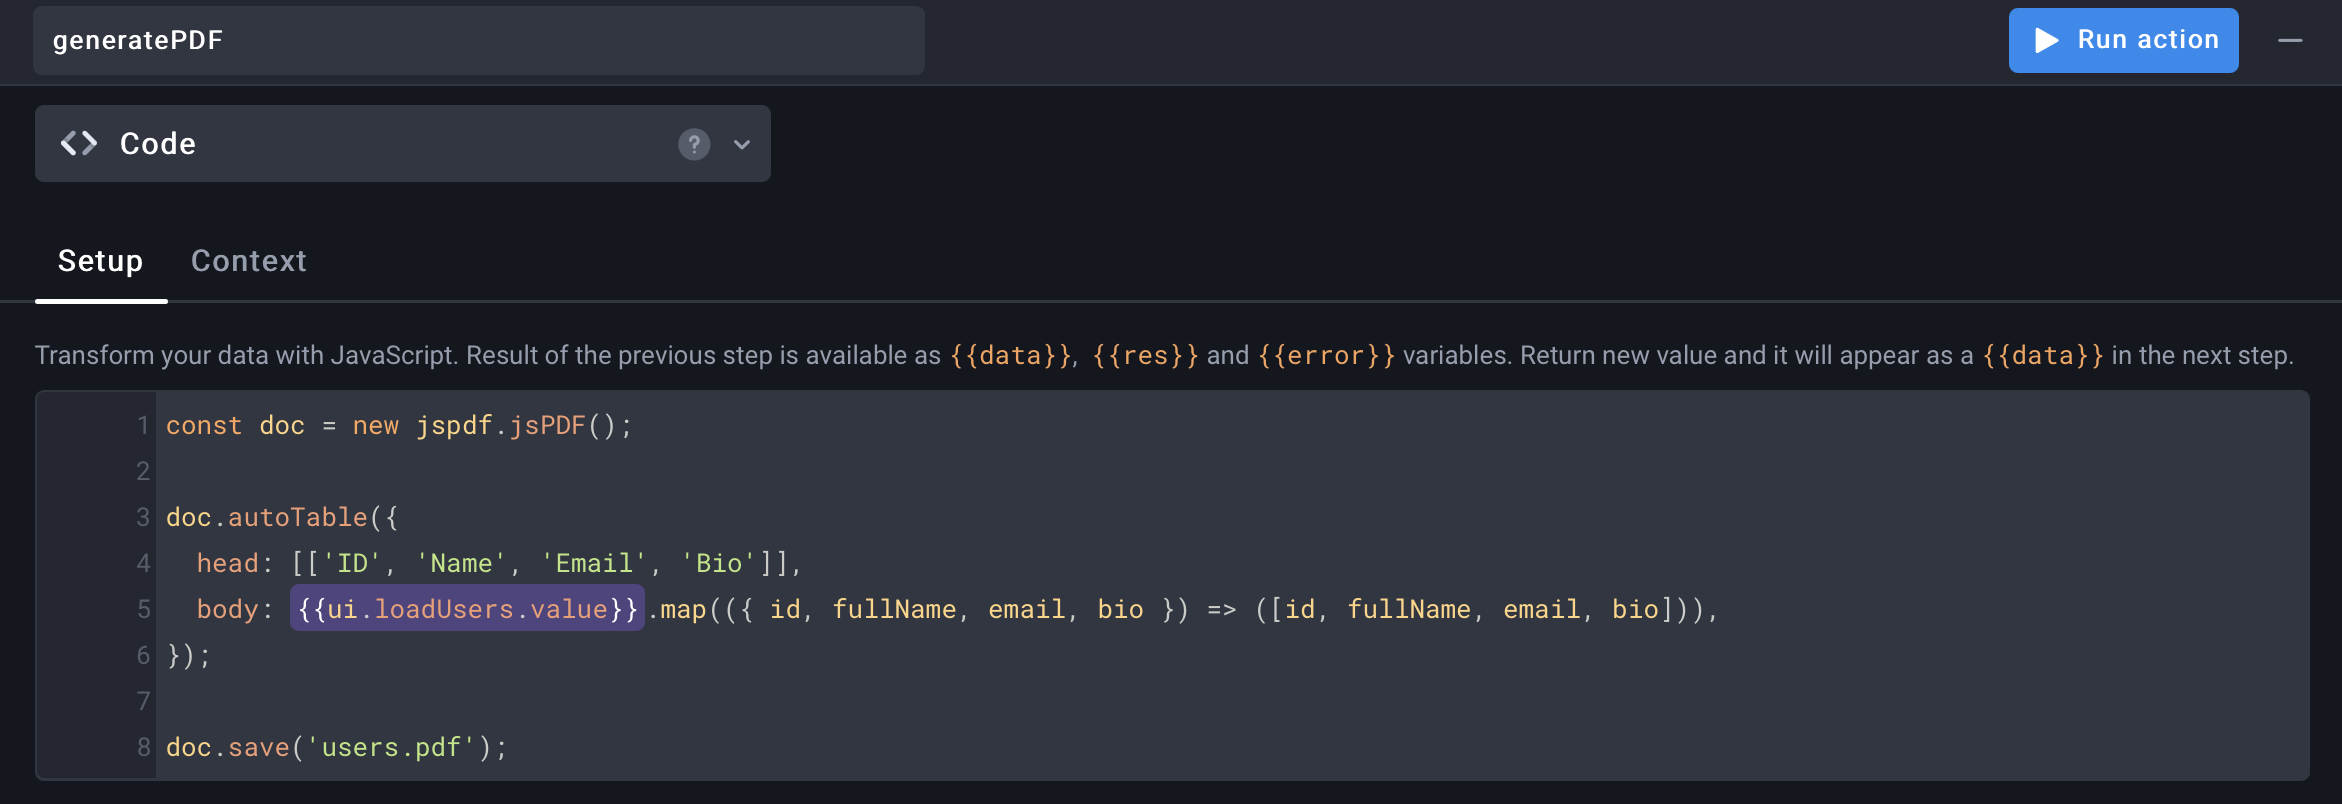 generatePDF
Run action
Code
Setup Context
Transform your data with JavaScript. Result of the previous step is available as {{data}}, {{res}} and {{error}} variables. Return new value and it will appear as a {{data}} in the next step.
1 const doc = new jspdf.jsPDF();
2
3 doc.autoTable({
4   head: [['ID', 'Name', 'Email', 'Bio']],
5   body: {{ui.loadUsers.value}}.map(({ id, fullName, email, bio }) => ([id, fullName, email, bio])),
6 });
7
8 doc.save('users.pdf');